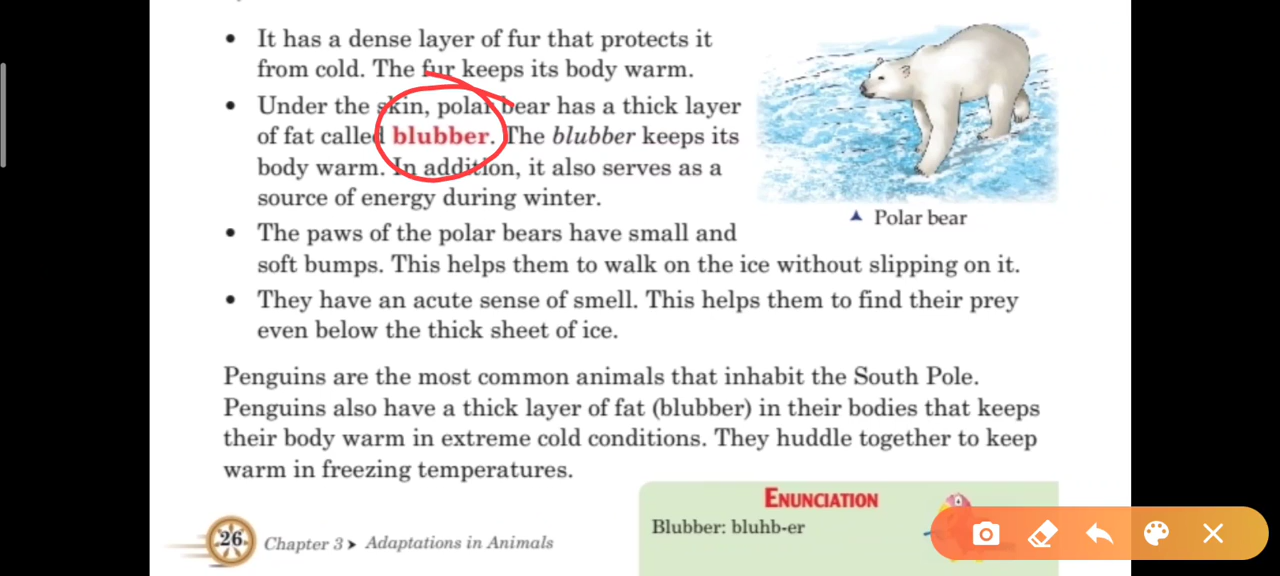 • It has a dense layer of fur that protects it
from cold. The fur keeps its body warm.
• Under the skin, polar bear has a thick layer
of fat called blubber. The blubber keeps its
body warm. In addition, it also serves as a
source of energy during winter.
▲ Polar bear
• The paws of the polar bears have small and
soft bumps. This helps them to walk on the ice without slipping on it.
• They have an acute sense of smell. This helps them to find their prey
even below the thick sheet of ice.
Penguins are the most common animals that inhabit the South Pole.
Penguins also have a thick layer of fat (blubber) in their bodies that keeps
their body warm in extreme cold conditions. They huddle together to keep
warm in freezing temperatures.
ENUNCIATION
Blubber: bluhb-er
26
Chapter 3 ➤ Adaptations in Animals